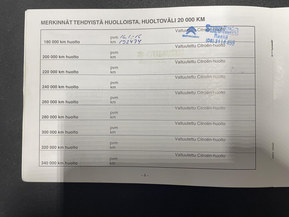 MERKINNÄT TEHDYISTÄ HUOLLOISTA, HUOLTOVÄLI 20 000 KM
180 000 km huolto pvm km Valtuutettu Citroën-huolto
200 000 km huolto pvm km Valtuutettu Citroën-huolto
220 000 km huolto pvm km Valtuutettu Citroën-huolto
240 000 km huolto pvm km Valtuutettu Citroën-huolto
260 000 km huolto pvm km Valtuutettu Citroën-huolto
280 000 km huolto pvm km Valtuutettu Citroën-huolto
300 000 km huolto pvm km Valtuutettu Citroën-huolto
320 000 km huolto pvm km Valtuutettu Citroën-huolto
340 000 km huolto pvm km Valtuutettu Citroën-huolto